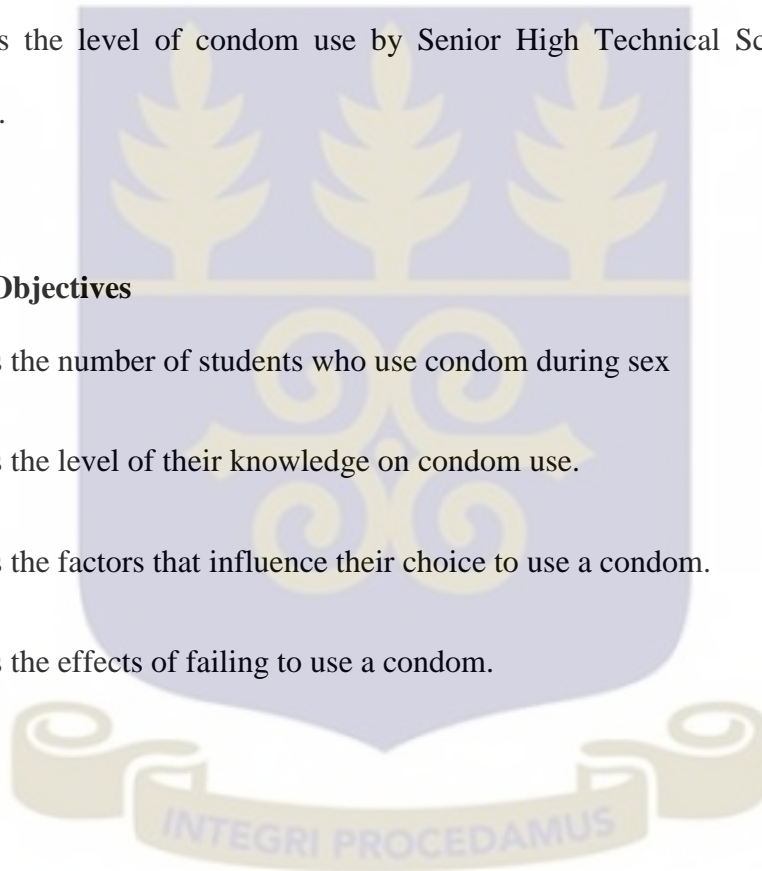 s the level of condom use by Senior High Technical Sc
.
Objectives
s the number of students who use condom during sex
s the level of their knowledge on condom use.
s the factors that influence their choice to use a condom.
s the effects of failing to use a condom.
INTEGRI PROCEDAMUS